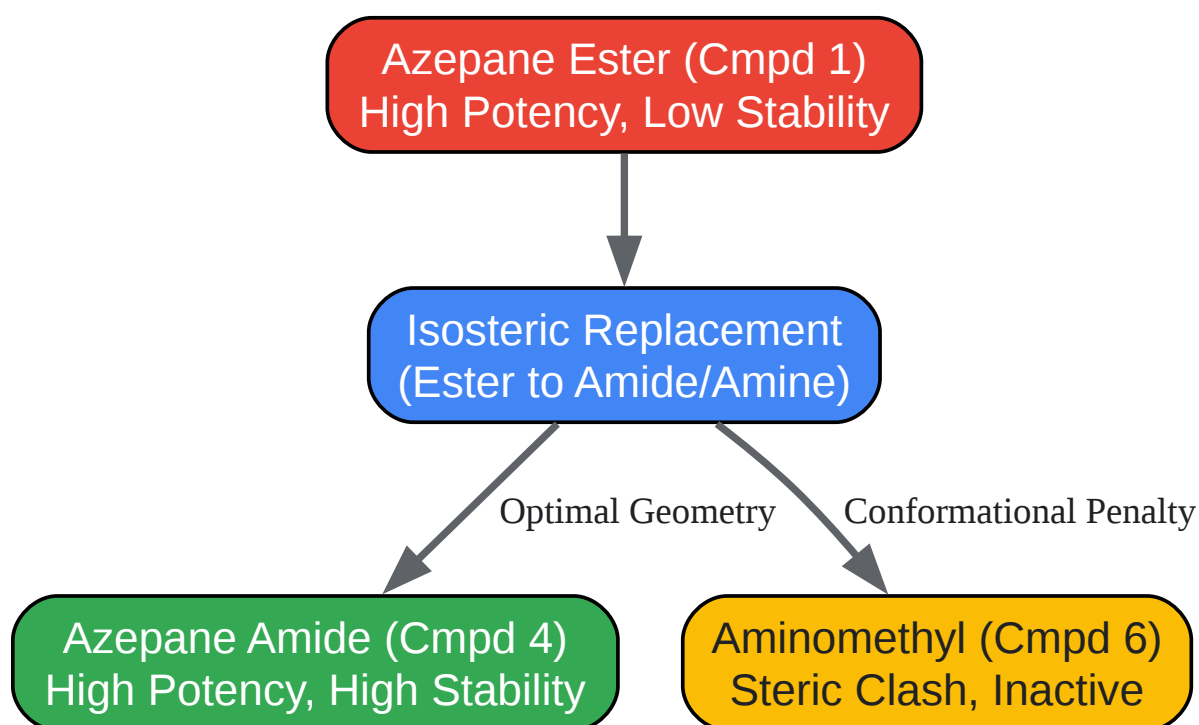 Azepane Ester (Cmpd 1)
High Potency, Low Stability
Isosteric Replacement
(Ester to Amide/Amine)
Optimal Geometry
Conformational Penalty
Azepane Amide (Cmpd 4)
High Potency, High Stability
Aminomethyl (Cmpd 6)
Steric Clash, Inactive